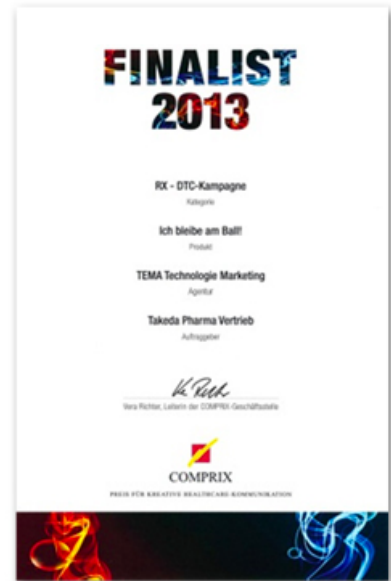 FINALIST
2013
RX - DTC-Kampagne
Kategorie
Ich bleibe am Ball!
Produkt
TEMA Technologie Marketing
Agentur
Takeda Pharma Vertrieb
Auftraggeber
Vera Richter, Leiterin der COMPRIX-Geschäftsstelle
COMPRIX
PREIS FÜR KREATIVE HEALTHCARE-KOMMUNIKATION